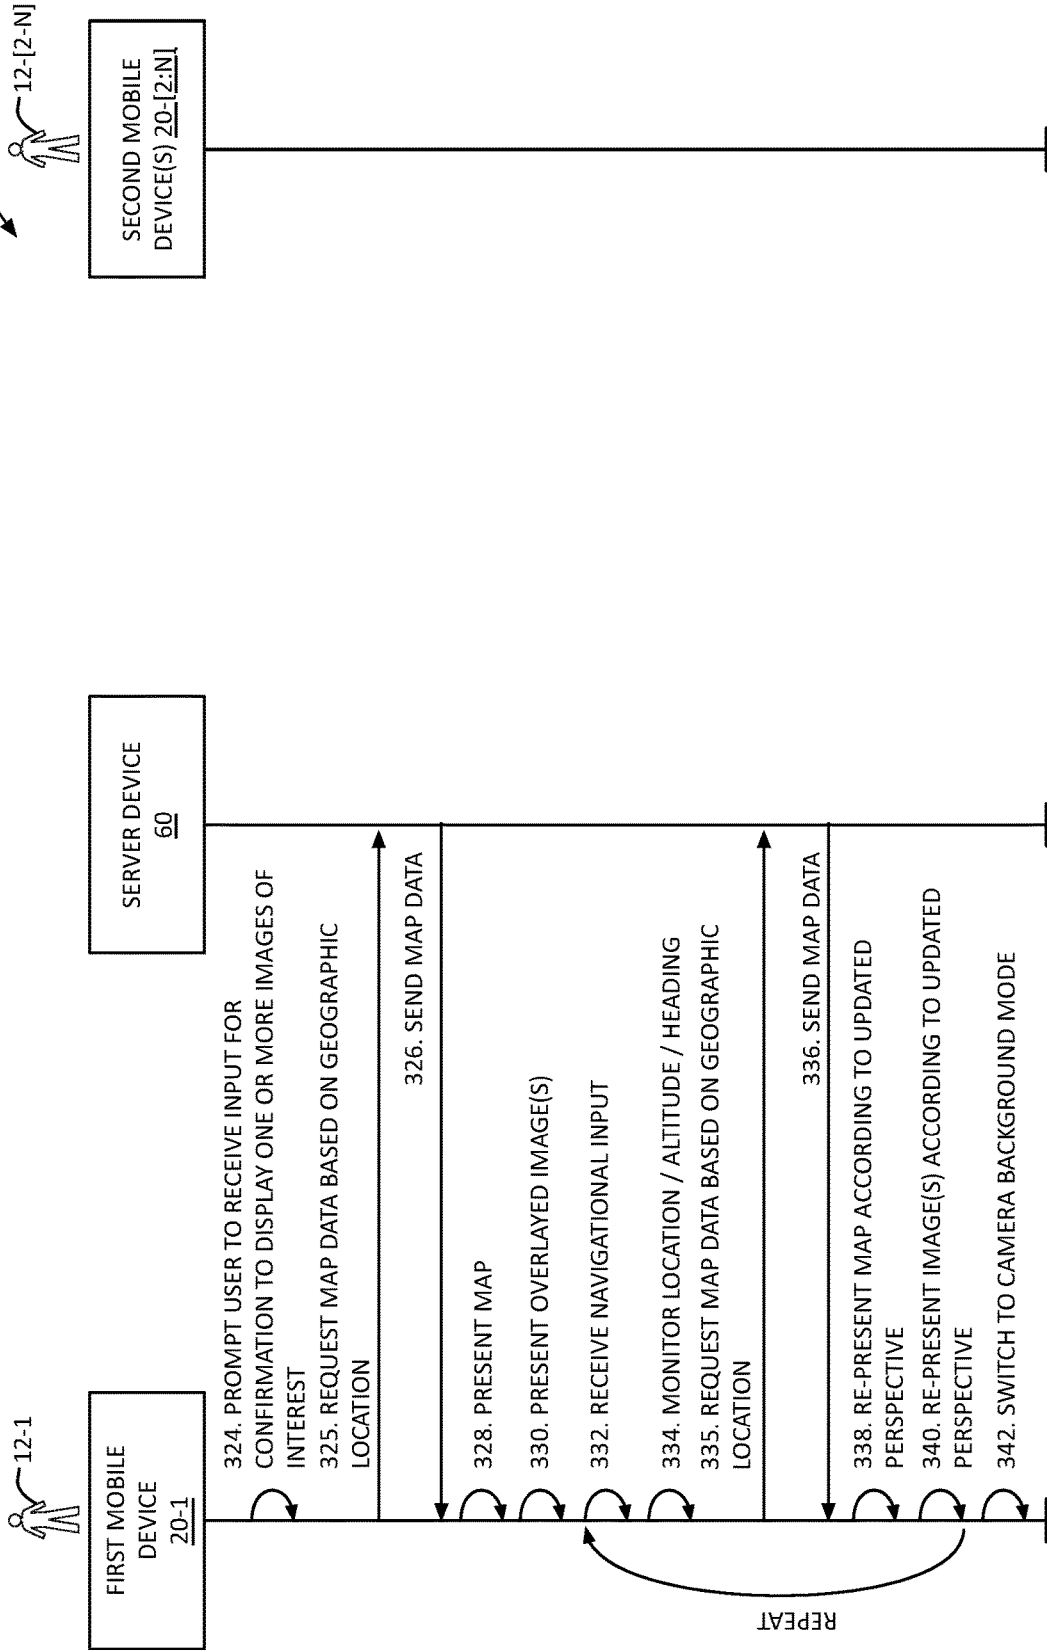 12-1
12-[2-N]
FIRST MOBILE
DEVICE
20-1
SERVER DEVICE
60
SECOND MOBILE
DEVICE(S) 20-[2:N]
324. PROMPT USER TO RECEIVE INPUT FOR
CONFIRMATION TO DISPLAY ONE OR MORE IMAGES OF
INTEREST
325. REQUEST MAP DATA BASED ON GEOGRAPHIC
LOCATION
326. SEND MAP DATA
328. PRESENT MAP
330. PRESENT OVERLAYED IMAGE(S)
332. RECEIVE NAVIGATIONAL INPUT
334. MONITOR LOCATION / ALTITUDE / HEADING
335. REQUEST MAP DATA BASED ON GEOGRAPHIC
LOCATION
336. SEND MAP DATA
338. RE-PRESENT MAP ACCORDING TO UPDATED
PERSPECTIVE
340. RE-PRESENT IMAGE(S) ACCORDING TO UPDATED
PERSPECTIVE
342. SWITCH TO CAMERA BACKGROUND MODE
REPEAT